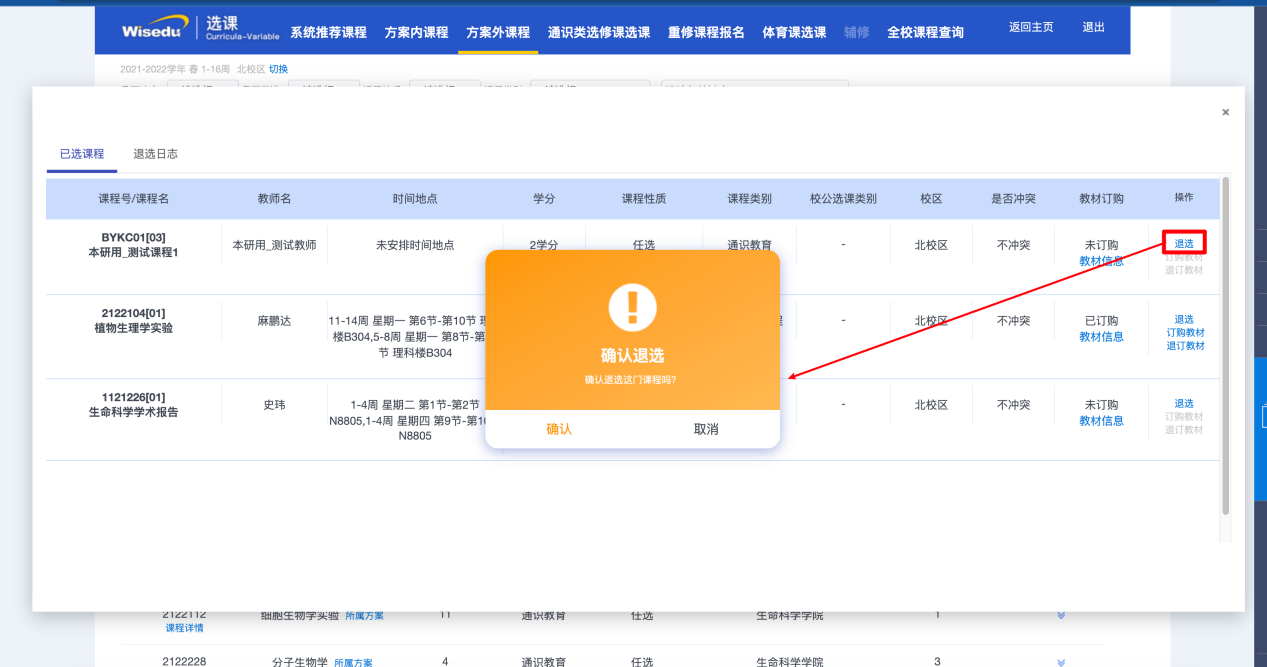 Wisedu 选课
Curricula-Variable
系统推荐课程 方案内课程 方案外课程 通识类选修课选课 重修课程报名 体育课选课 辅修 全校课程查询 返回主页 退出
2021-2022学年 春 1-16周 北校区 切换
×
已选课程 退选日志
课程号/课程名 教师名 时间地点 学分 课程性质 课程类别 校公选课类别 校区 是否冲突 教材订购 操作
BYKC01[03]
本研用_测试课程1
本研用_测试教师 未安排时间地点 2学分 任选 通识教育 - 北校区 不冲突 未订购 退选
教材信息 订购教材
退订教材
2122104[01]
植物生理学实验
麻鹏达 11-14周 星期一 第6节-第10节 理
楼B304,5-8周 星期一 第8节-第
节 理科楼B304
- 北校区 不冲突 已订购 退选
教材信息 订购教材
退订教材
1121226[01]
生命科学学术报告
史玮 1-4周 星期二 第1节-第2节
N8805,1-4周 星期四 第9节-第10
N8805
- 北校区 不冲突 未订购 退选
教材信息 订购教材
退订教材
确认退选
确认退选这门课程吗?
确认 取消
2122112 细胞生物学实验 所属方案 11 通识教育 任选 生命科学学院 1
课程详情
2122228 分子生物学 所属方案 4 通识教育 任选 生命科学学院 3